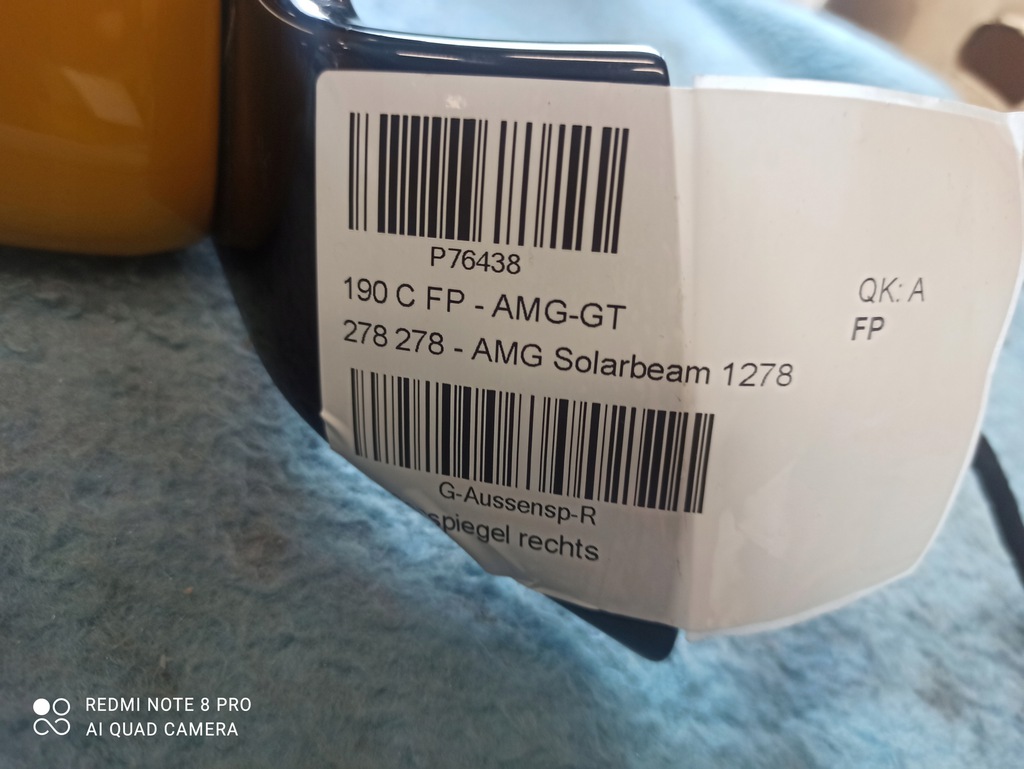 P76438
190 C FP - AMG-GT
278 278 - AMG Solarbeam 1278
QK: A
FP
G-Aussensp-R
spiegel rechts
REDMI NOTE 8 PRO
AI QUAD CAMERA